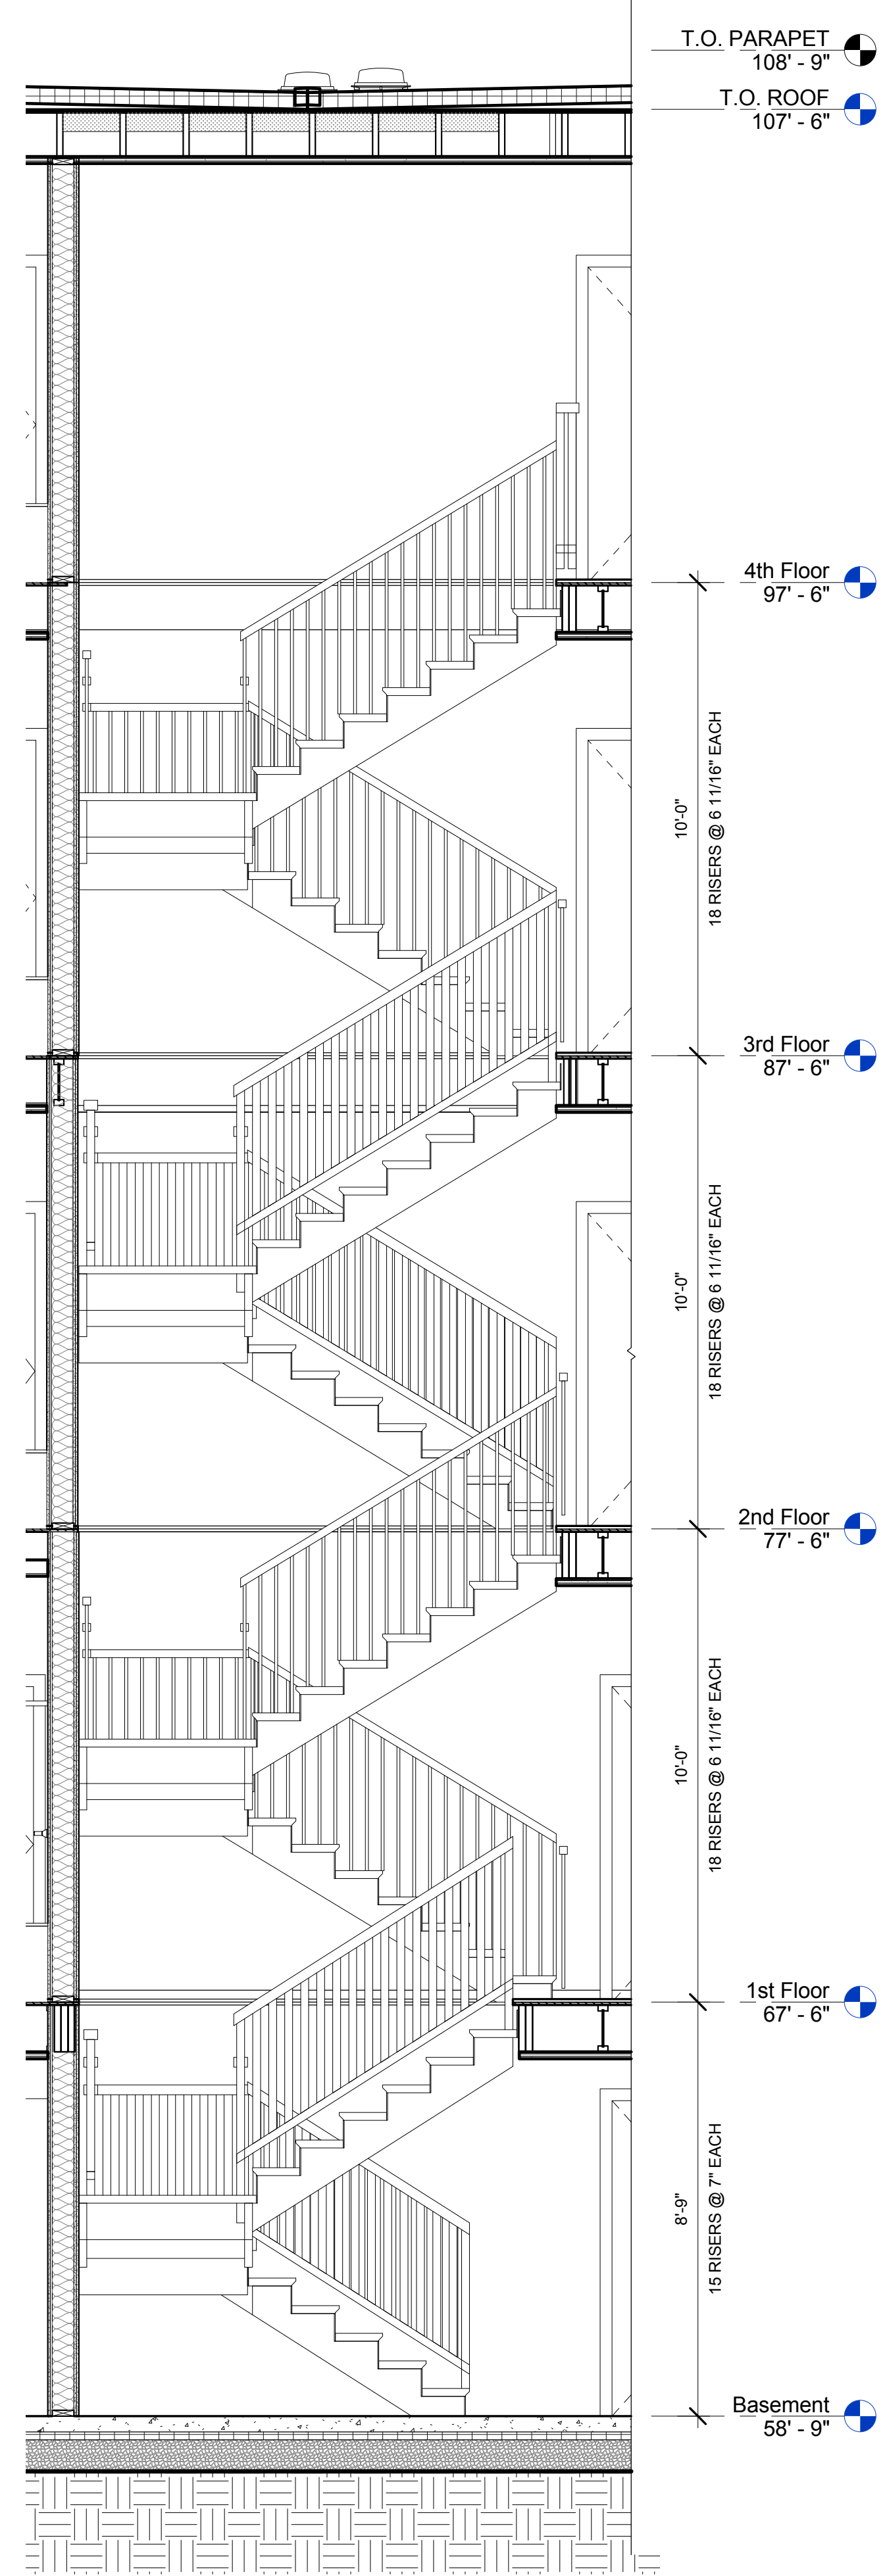 T.O. PARAPET
108' - 9"
T.O. ROOF
107' - 6"
4th Floor
97' - 6"
10'-0"
18 RISERS @ 6 11/16" EACH
3rd Floor
87' - 6"
10'-0"
18 RISERS @ 6 11/16" EACH
2nd Floor
77' - 6"
10'-0"
18 RISERS @ 6 11/16" EACH
1st Floor
67' - 6"
8'-9"
15 RISERS @ 7" EACH
Basement
58' - 9"